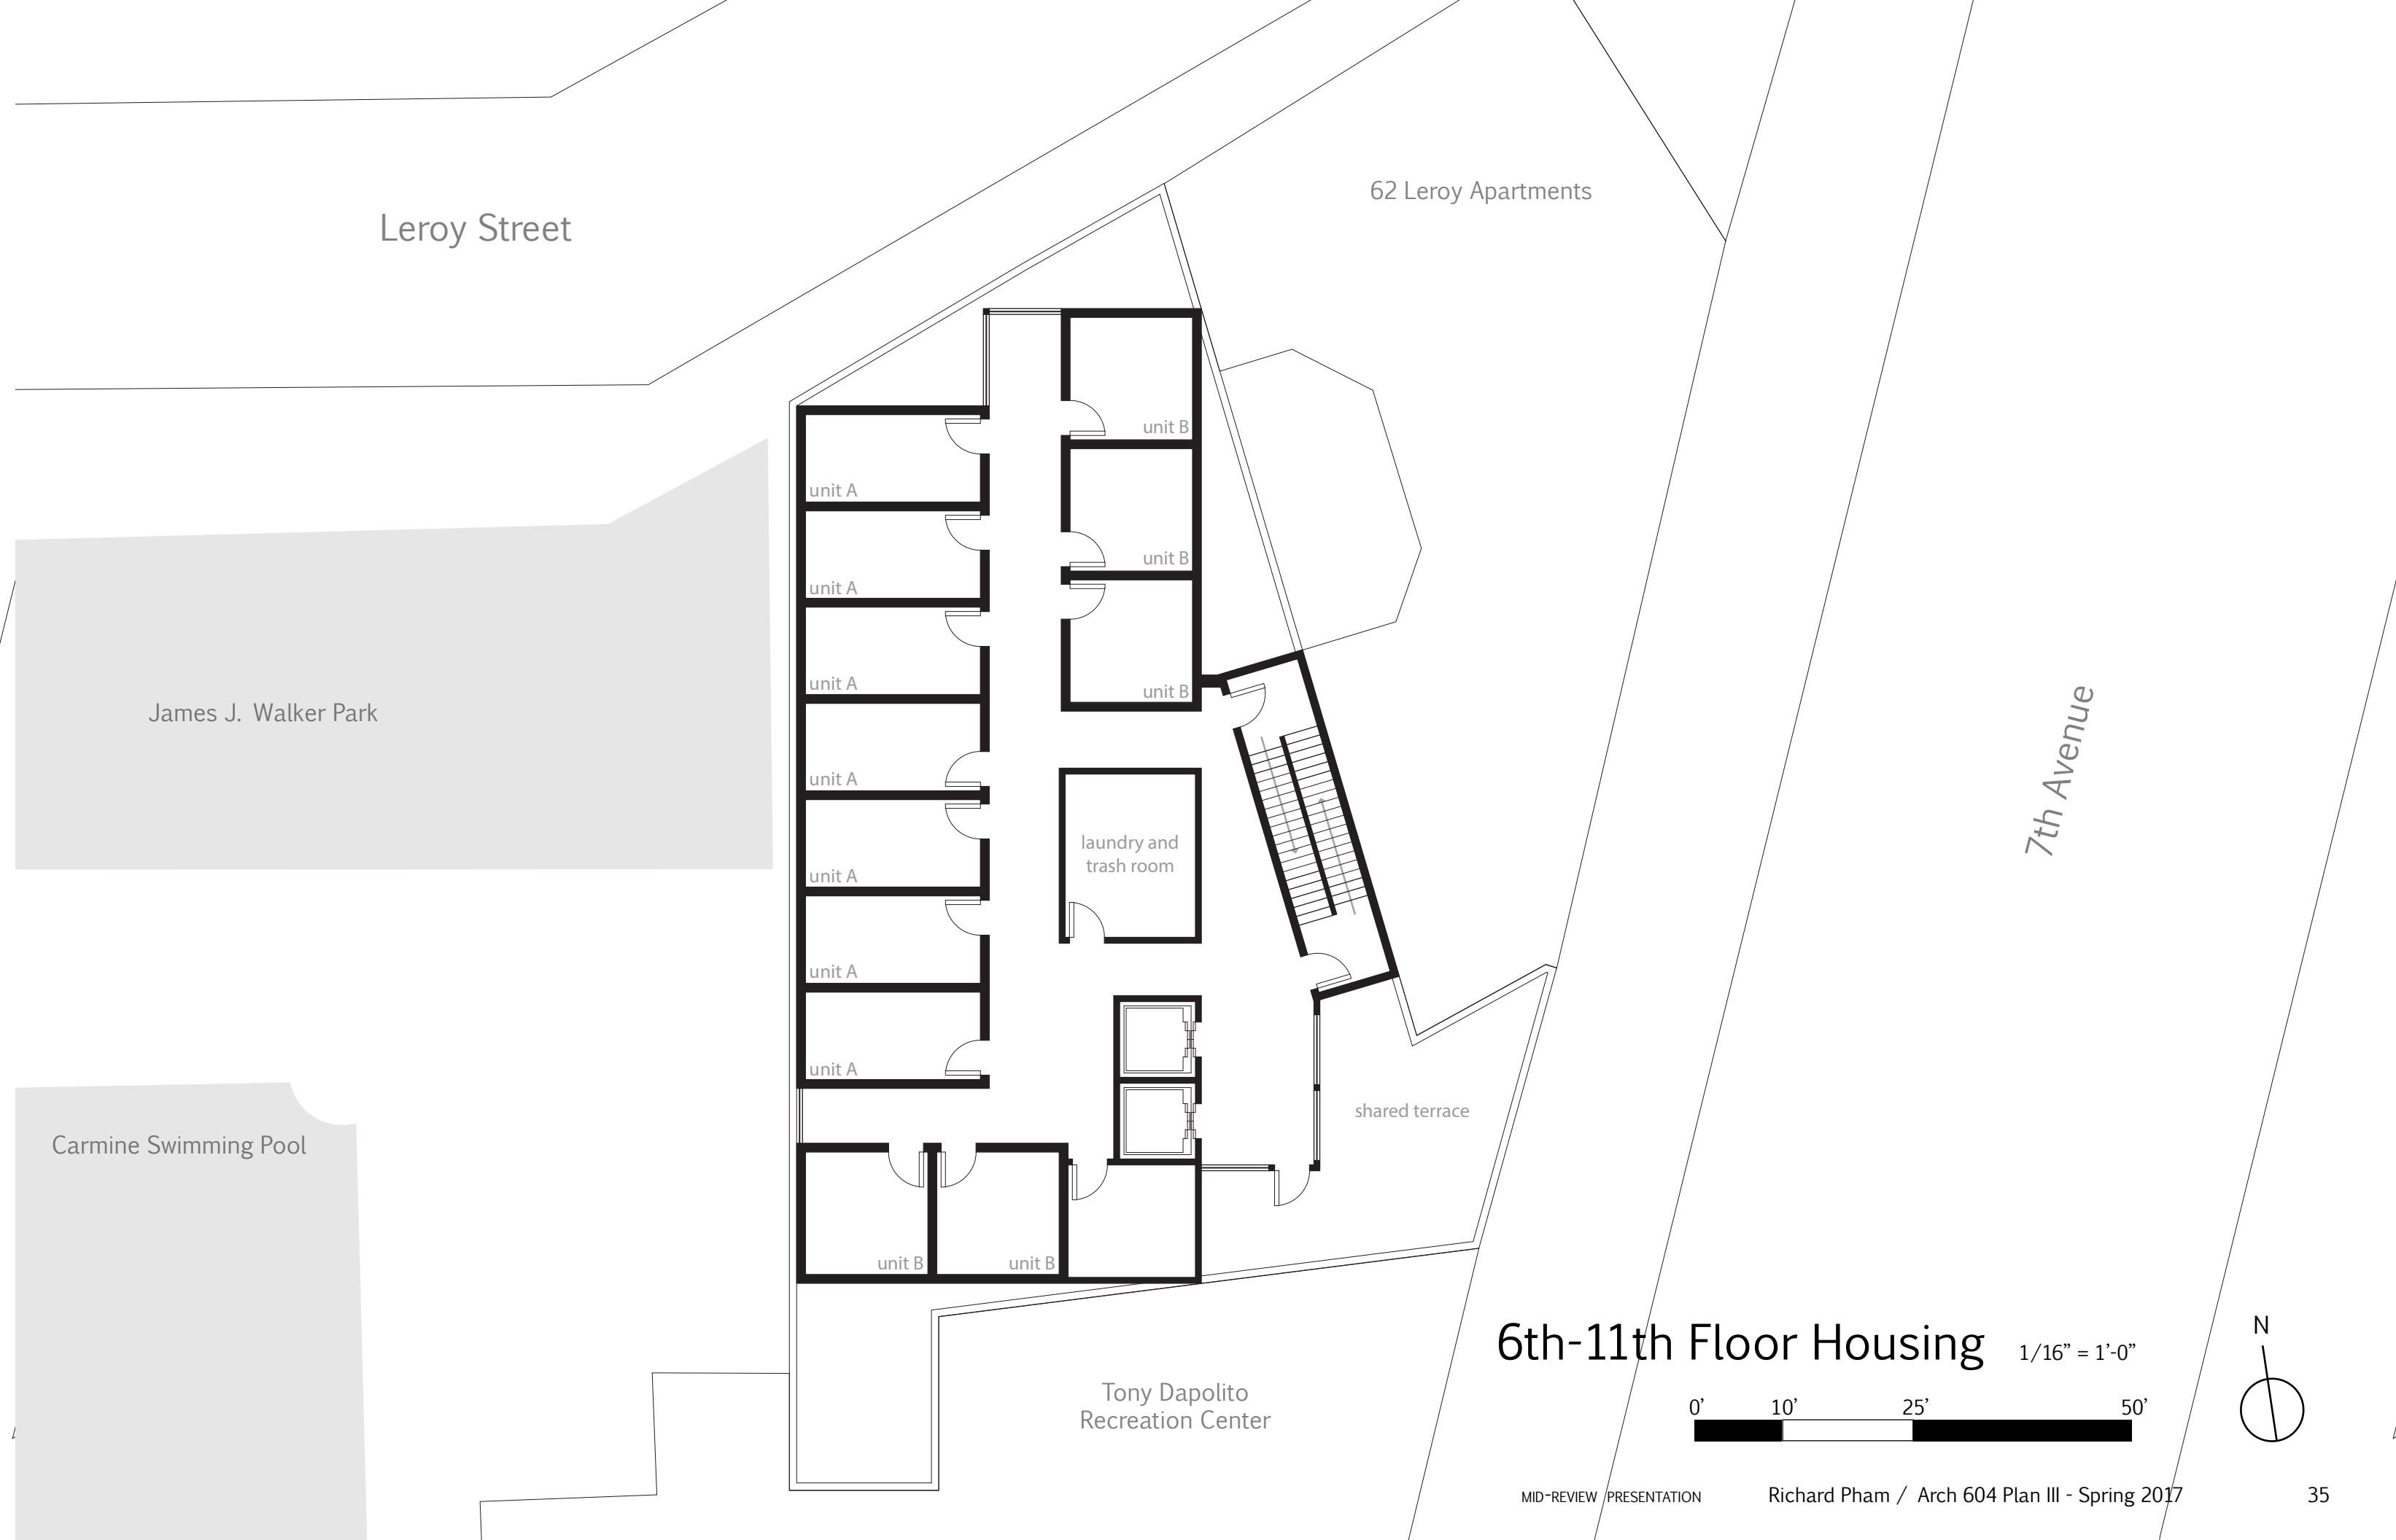 62 Leroy Apartments
Leroy Street
unit B
unit A
unit B
unit A
unit A
unit B
James J. Walker Park
7th Avenue
unit A
laundry and
trash room
unit A
unit A
unit A
shared terrace
Carmine Swimming Pool
unit B
unit B
6th-11th Floor Housing
1/16” = 1’-0”
N
Tony Dapolito
Recreation Center
0’ 10’ 25’ 50’
MID-REVIEW PRESENTATION
Richard Pham / Arch 604 Plan III - Spring 2017
35